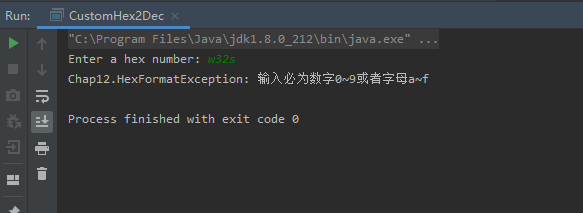 Run: CustomHex2Dec
"C:\Program Files\Java\jdk1.8.0_212\bin\java.exe" ...
Enter a hex number: w32s
Chap12.HexFormatException: 输入必为数字0~9或者字母a~f
Process finished with exit code 0